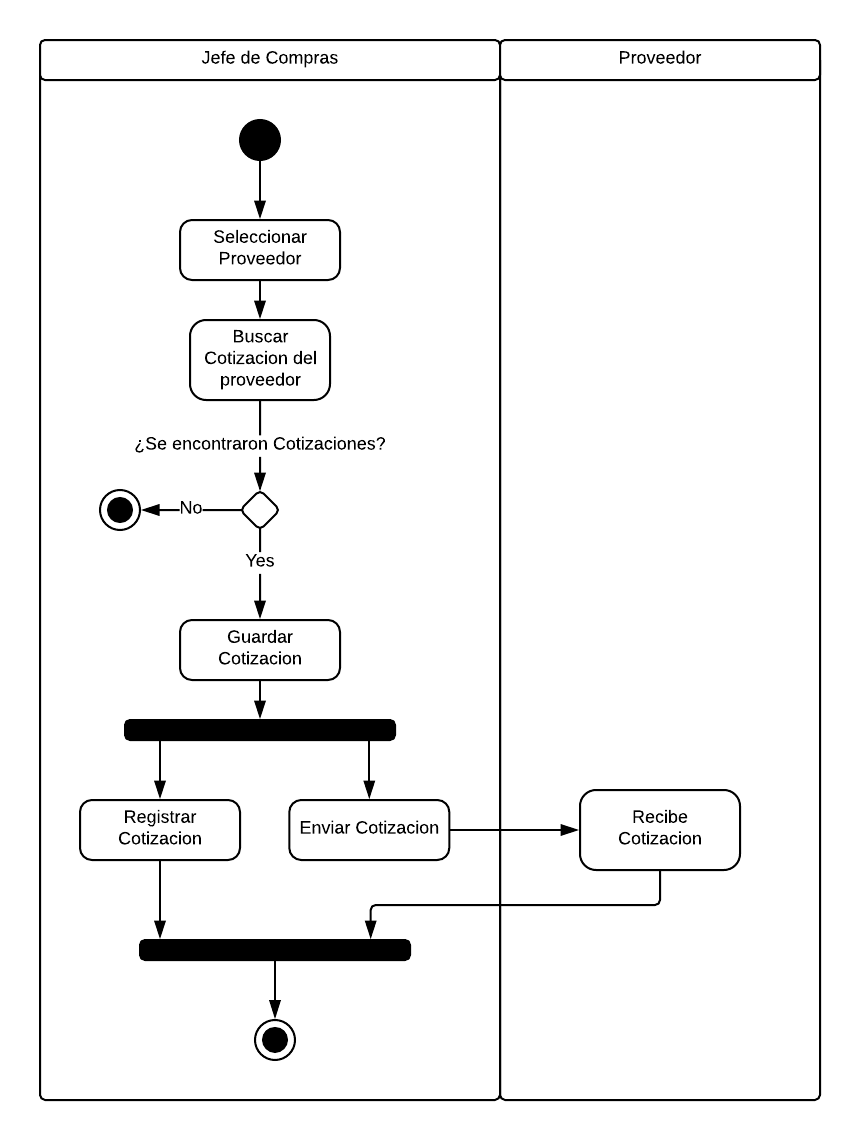 Jefe de Compras
Proveedor
Seleccionar
Proveedor
Buscar
Cotizacion del
proveedor
¿Se encontraron Cotizaciones?
No
Yes
Guardar
Cotizacion
Registrar
Cotizacion
Enviar Cotizacion
Recibe
Cotizacion